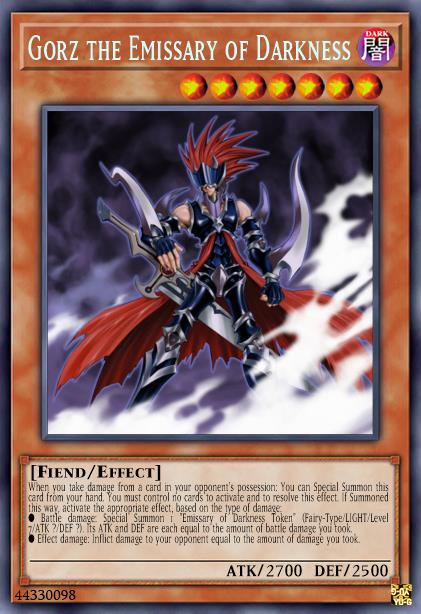 Gorz the Emissary of Darkness
DARK
闇
[Fiend/Effect]
When you take damage from a card in your opponent's possession: You can Special Summon this
card from your hand. You must control no cards to activate and to resolve this effect. If Summoned
this way, activate the appropriate effect, based on the type of damage:
● Battle damage: Special Summon 1 "Emissary of Darkness Token" (Fairy-Type/LIGHT/Level
7/ATK ?/DEF ?). Its ATK and DEF are each equal to the amount of battle damage you took.
● Effect damage: Inflict damage to your opponent equal to the amount of damage you took.
ATK/2700 DEF/2500
44330098